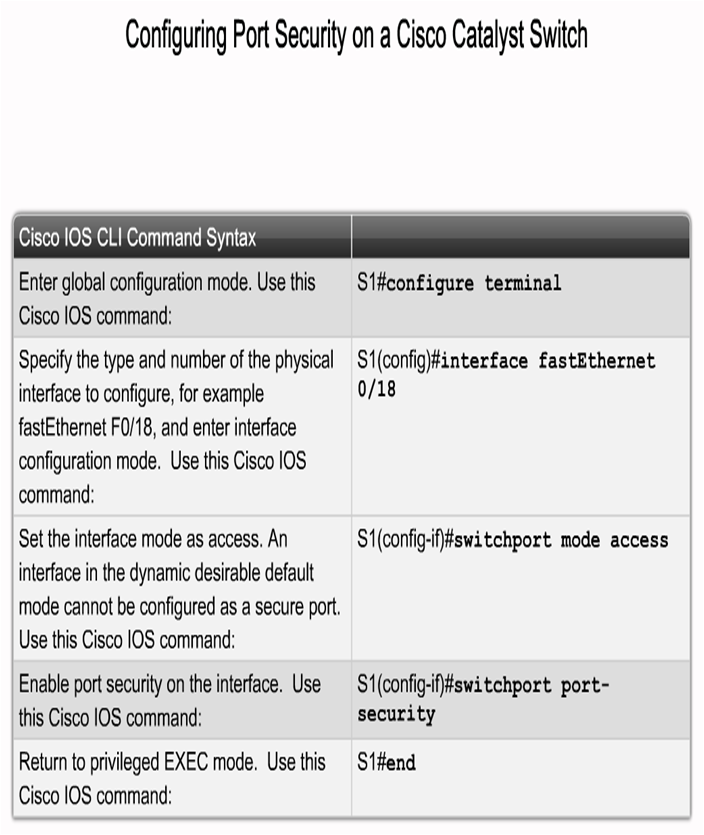 Configuring Port Security on a Cisco Catalyst Switch
Cisco IOS CLI Command Syntax
Enter global configuration mode. Use this
Cisco IOS command:
S1#configure terminal
Specify the type and number of the physical
interface to configure, for example
fastEthernet F0/18, and enter interface
configuration mode. Use this Cisco IOS
command:
S1(config)#interface fastEthernet
0/18
Set the interface mode as access. An
interface in the dynamic desirable default
mode cannot be configured as a secure port.
Use this Cisco IOS command:
S1(config-if)#switchport mode access
Enable port security on the interface. Use
this Cisco IOS command:
S1(config-if)#switchport port-
security
Return to privileged EXEC mode. Use this
Cisco IOS command:
S1#end